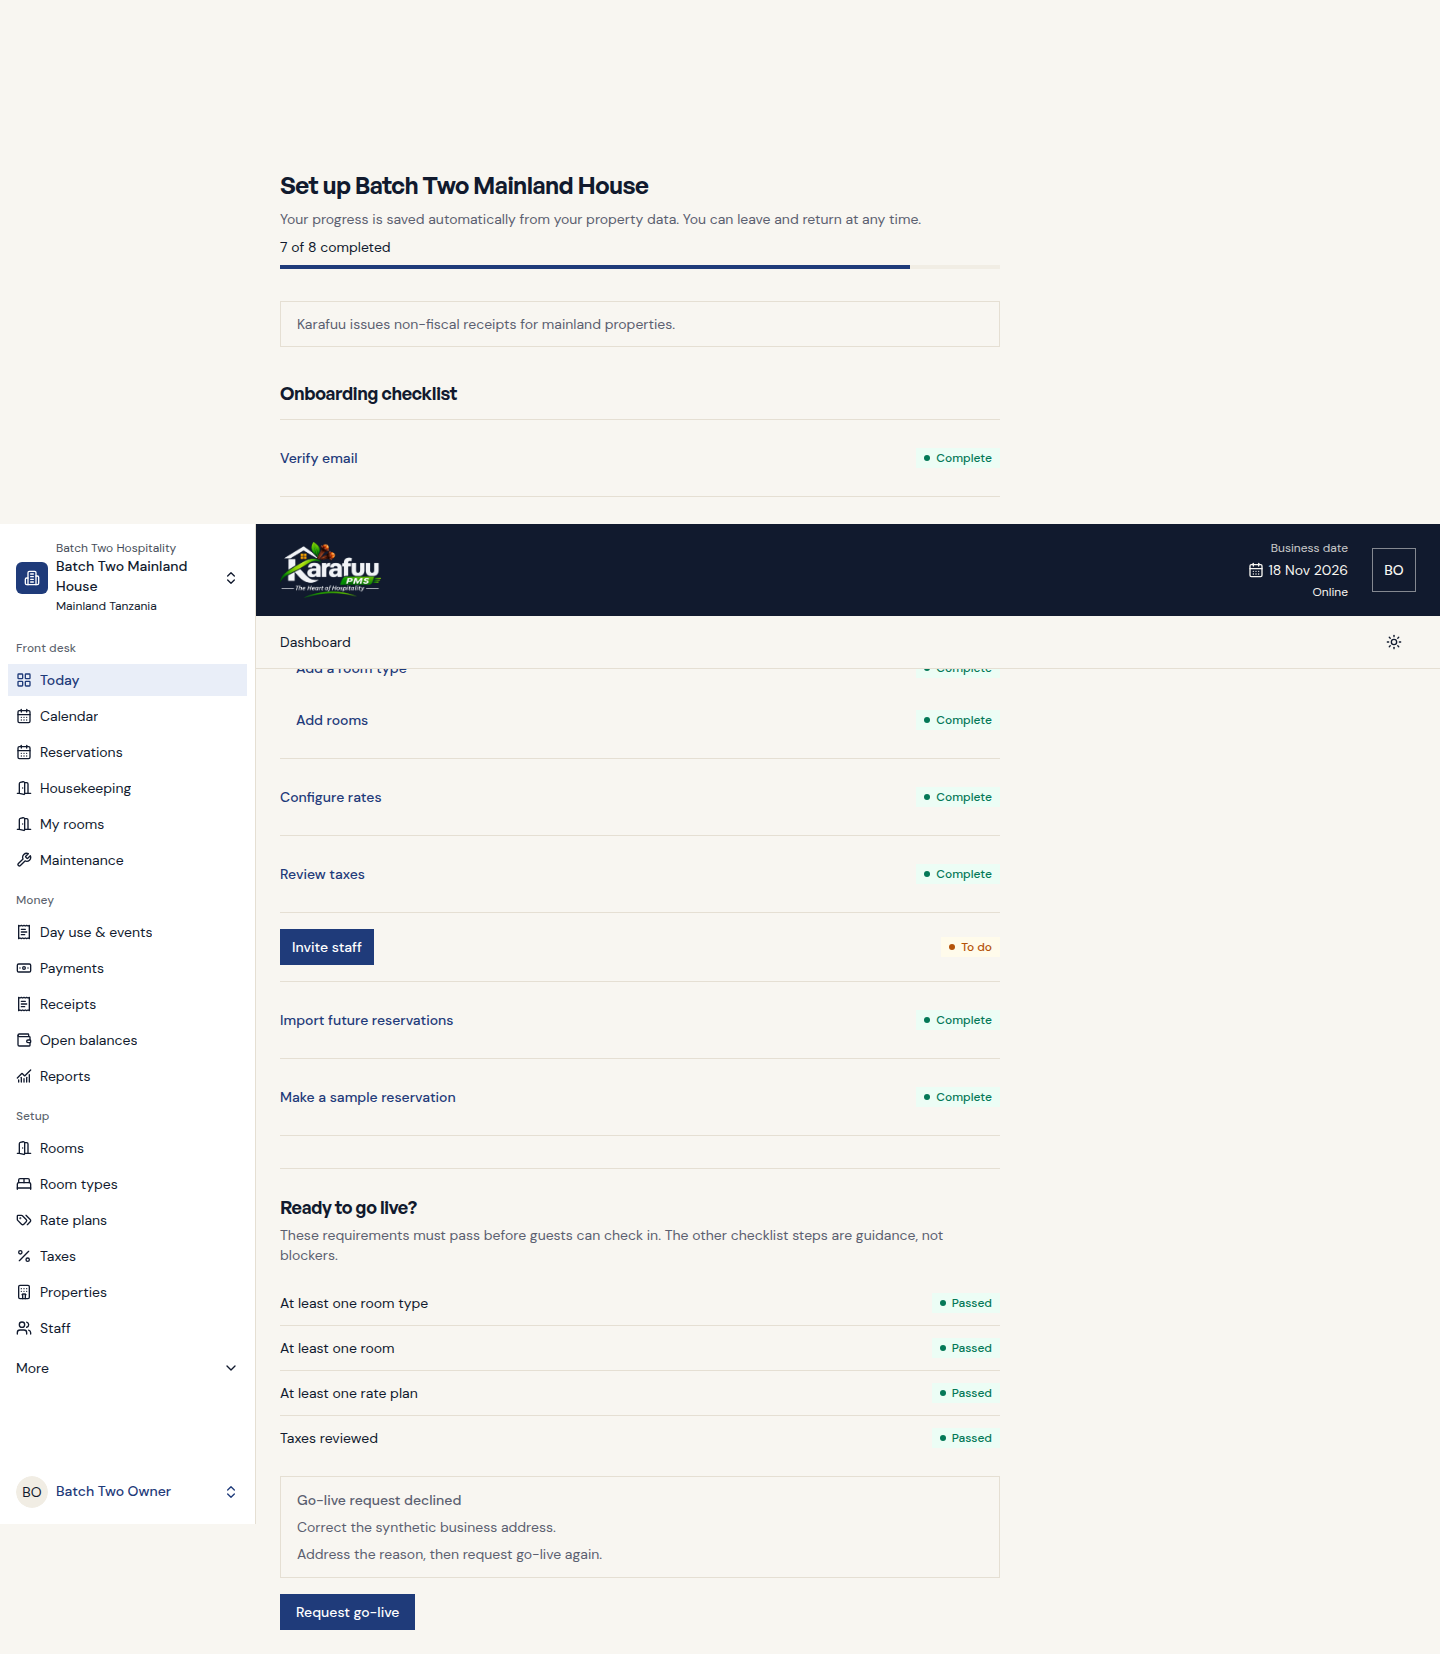 Set up Batch Two Mainland House
Your progress is saved automatically from your property data. You can leave and return at any time.
7 of 8 completed
Karafuu issues non-fiscal receipts for mainland properties.
Onboarding checklist
Verify email
Complete
Batch Two Hospitality
Batch Two Mainland
House
Mainland Tanzania
Front desk
Today
Calendar
Reservations
Housekeeping
My rooms
Maintenance
Money
Day use & events
Payments
Receipts
Open balances
Reports
Setup
Rooms
Room types
Rate plans
Taxes
Properties
Staff
More
BO
Batch Two Owner
Karafuu
PMS
The Heart of Hospitality
Business date
18 Nov 2026
Online
BO
Dashboard
Add a room type
Complete
Add rooms
Complete
Configure rates
Complete
Review taxes
Complete
Invite staff
To do
Import future reservations
Complete
Make a sample reservation
Complete
Ready to go live?
These requirements must pass before guests can check in. The other checklist steps are guidance, not
blockers.
At least one room type
Passed
At least one room
Passed
At least one rate plan
Passed
Taxes reviewed
Passed
Go-live request declined
Correct the synthetic business address.
Address the reason, then request go-live again.
Request go-live